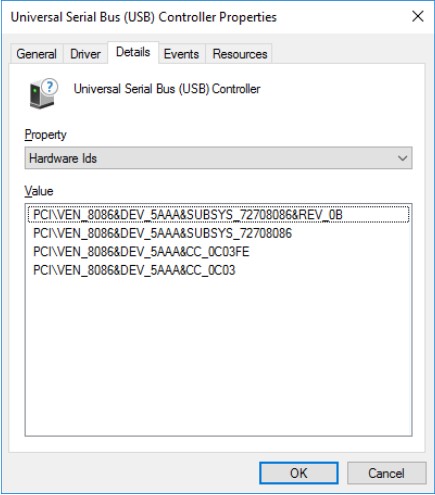 Universal Serial Bus (USB) Controller Properties
General Driver Details Events Resources
Universal Serial Bus (USB) Controller
Property
Hardware Ids
Value
PCI\VEN_8086&DEV_5AAA&SUBSYS_72708086&REV_0B
PCI\VEN_8086&DEV_5AAA&SUBSYS_72708086
PCI\VEN_8086&DEV_5AAA&CC_0C03FE
PCI\VEN_8086&DEV_5AAA&CC_0C03
OK Cancel